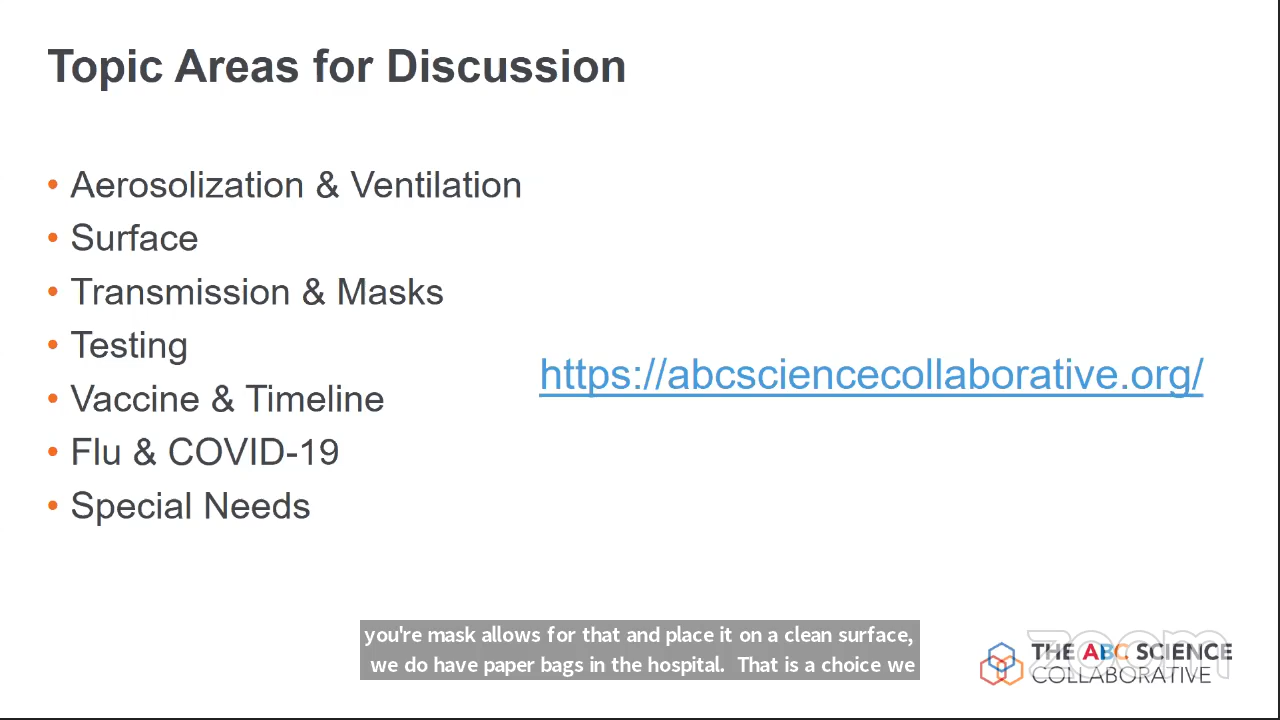 Topic Areas for Discussion
• Aerosolization & Ventilation
• Surface
• Transmission & Masks
• Testing
• Vaccine & Timeline
• Flu & COVID-19
• Special Needs
https://abcsciencecollaborative.org/
you're mask allows for that and place it on a clean surface,
we do have paper bags in the hospital.  That is a choice we
THE ABC SCIENCE
COLLABORATIVE
zoom